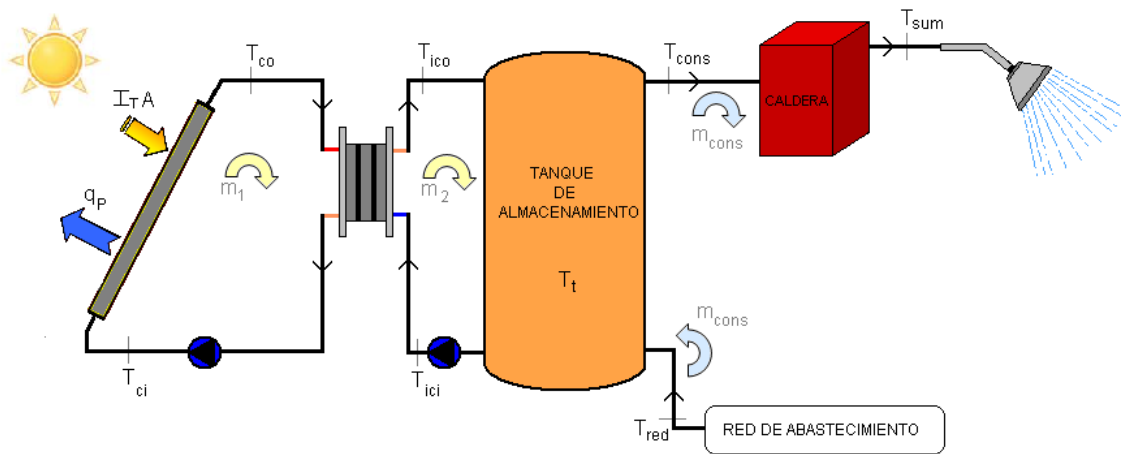 T_sum
T_co
T_ico
T_cons
I_T A
CALDERA
m_cons
TANQUE
DE
ALMACENAMIENTO
m_1
m_2
q_P
T_t
m_cons
T_ci
T_ici
T_red
RED DE ABASTECIMIENTO